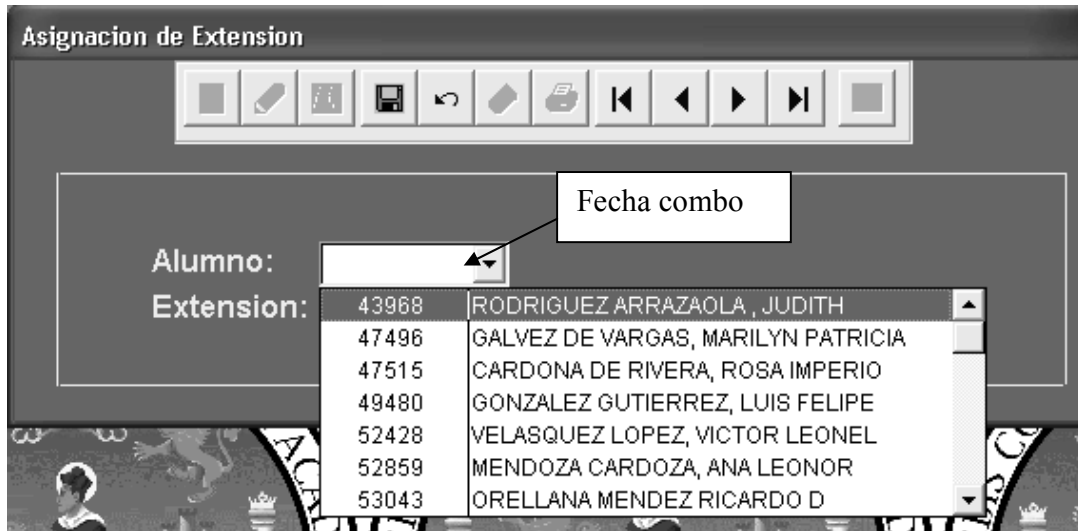 Asignacion de Extension
Fecha combo
Alumno:
Extension:
43968 RODRIGUEZ ARRAZAOLA , JUDITH
47496 GALVEZ DE VARGAS, MARILYN PATRICIA
47515 CARDONA DE RIVERA, ROSA IMPERIO
49480 GONZALEZ GUTIERREZ, LUIS FELIPE
52428 VELASQUEZ LOPEZ, VICTOR LEONEL
52859 MENDOZA CARDOZA, ANA LEONOR
53043 ORELLANA MENDEZ RICARDO D